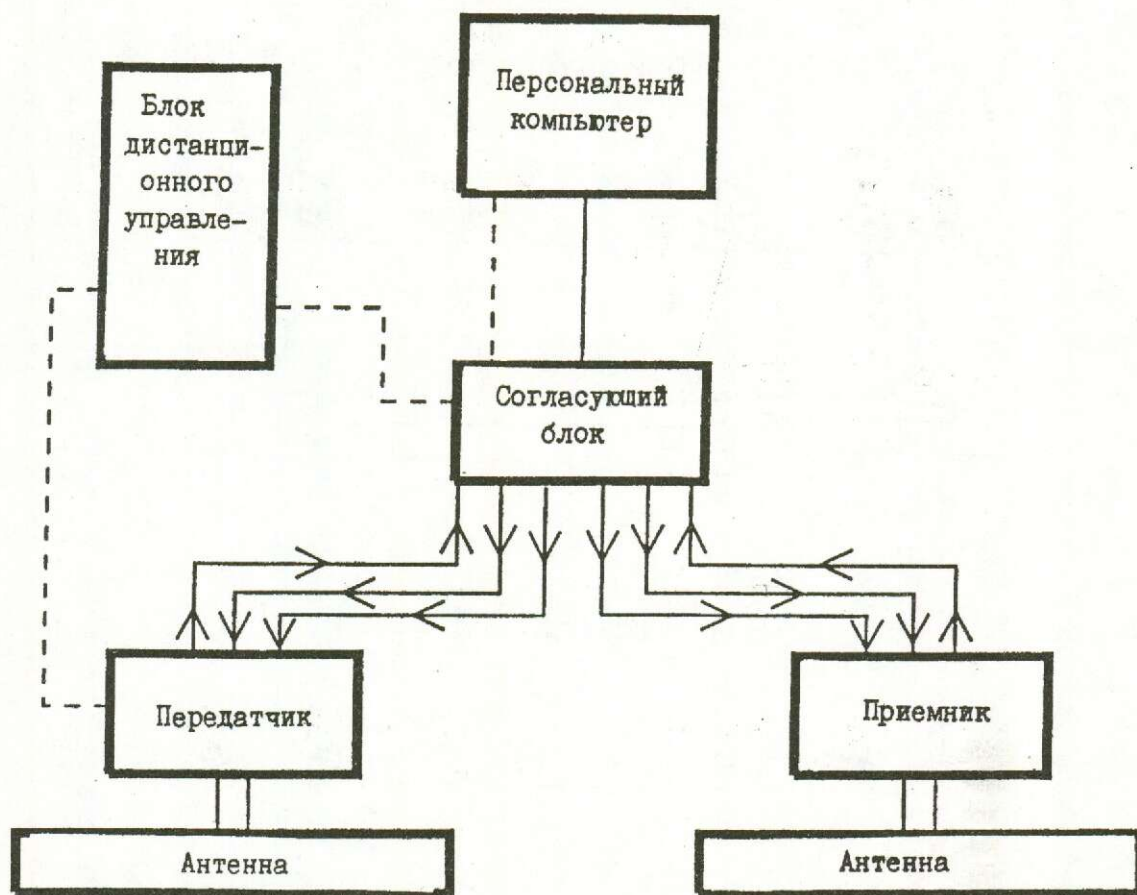 Персональный
компьютер
Блок
дистанци-
онного
управле-
ния
Согласующий
блок
Передатчик
Приемник
Антенна
Антенна